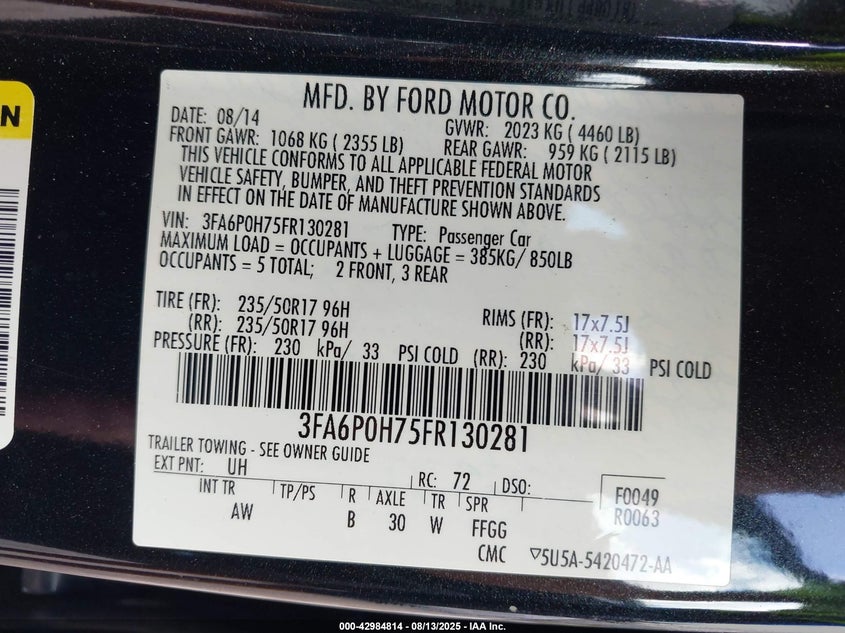 N
MFD. BY FORD MOTOR CO.
DATE: 08/14 GVWR: 2023 KG ( 4460 LB)
FRONT GAWR: 1068 KG ( 2355 LB) REAR GAWR: 959 KG ( 2115 LB)
THIS VEHICLE CONFORMS TO ALL APPLICABLE FEDERAL MOTOR
VEHICLE SAFETY, BUMPER, AND THEFT PREVENTION STANDARDS
IN EFFECT ON THE DATE OF MANUFACTURE SHOWN ABOVE.
VIN: 3FA6P0H75FR130281 TYPE: Passenger Car
MAXIMUM LOAD = OCCUPANTS + LUGGAGE = 385KG/ 850LB
OCCUPANTS = 5 TOTAL; 2 FRONT, 3 REAR
TIRE (FR): 235/50R17 96H RIMS (FR): 17x7.5J
(RR): 235/50R17 96H (RR): 17x7.5J
PRESSURE (FR): 230 kPa/ 33 PSI COLD (RR): 230 kPa/ 33 PSI COLD
3FA6P0H75FR130281
TRAILER TOWING - SEE OWNER GUIDE
EXT PNT: UH RC: 72 DSO: F0049
INT TR TP/PS R AXLE TR SPR R0063
AW B 30 W FFGG
CMC ▽5U5A-5420472-AA
000-42984814 - 08/13/2025 - IAA Inc.